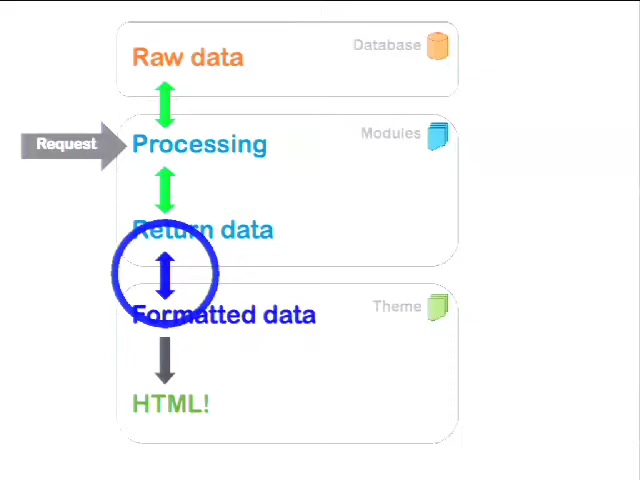 Raw data
Database
Request
Processing
Modules
Return data
Formatted data
Theme
HTML!